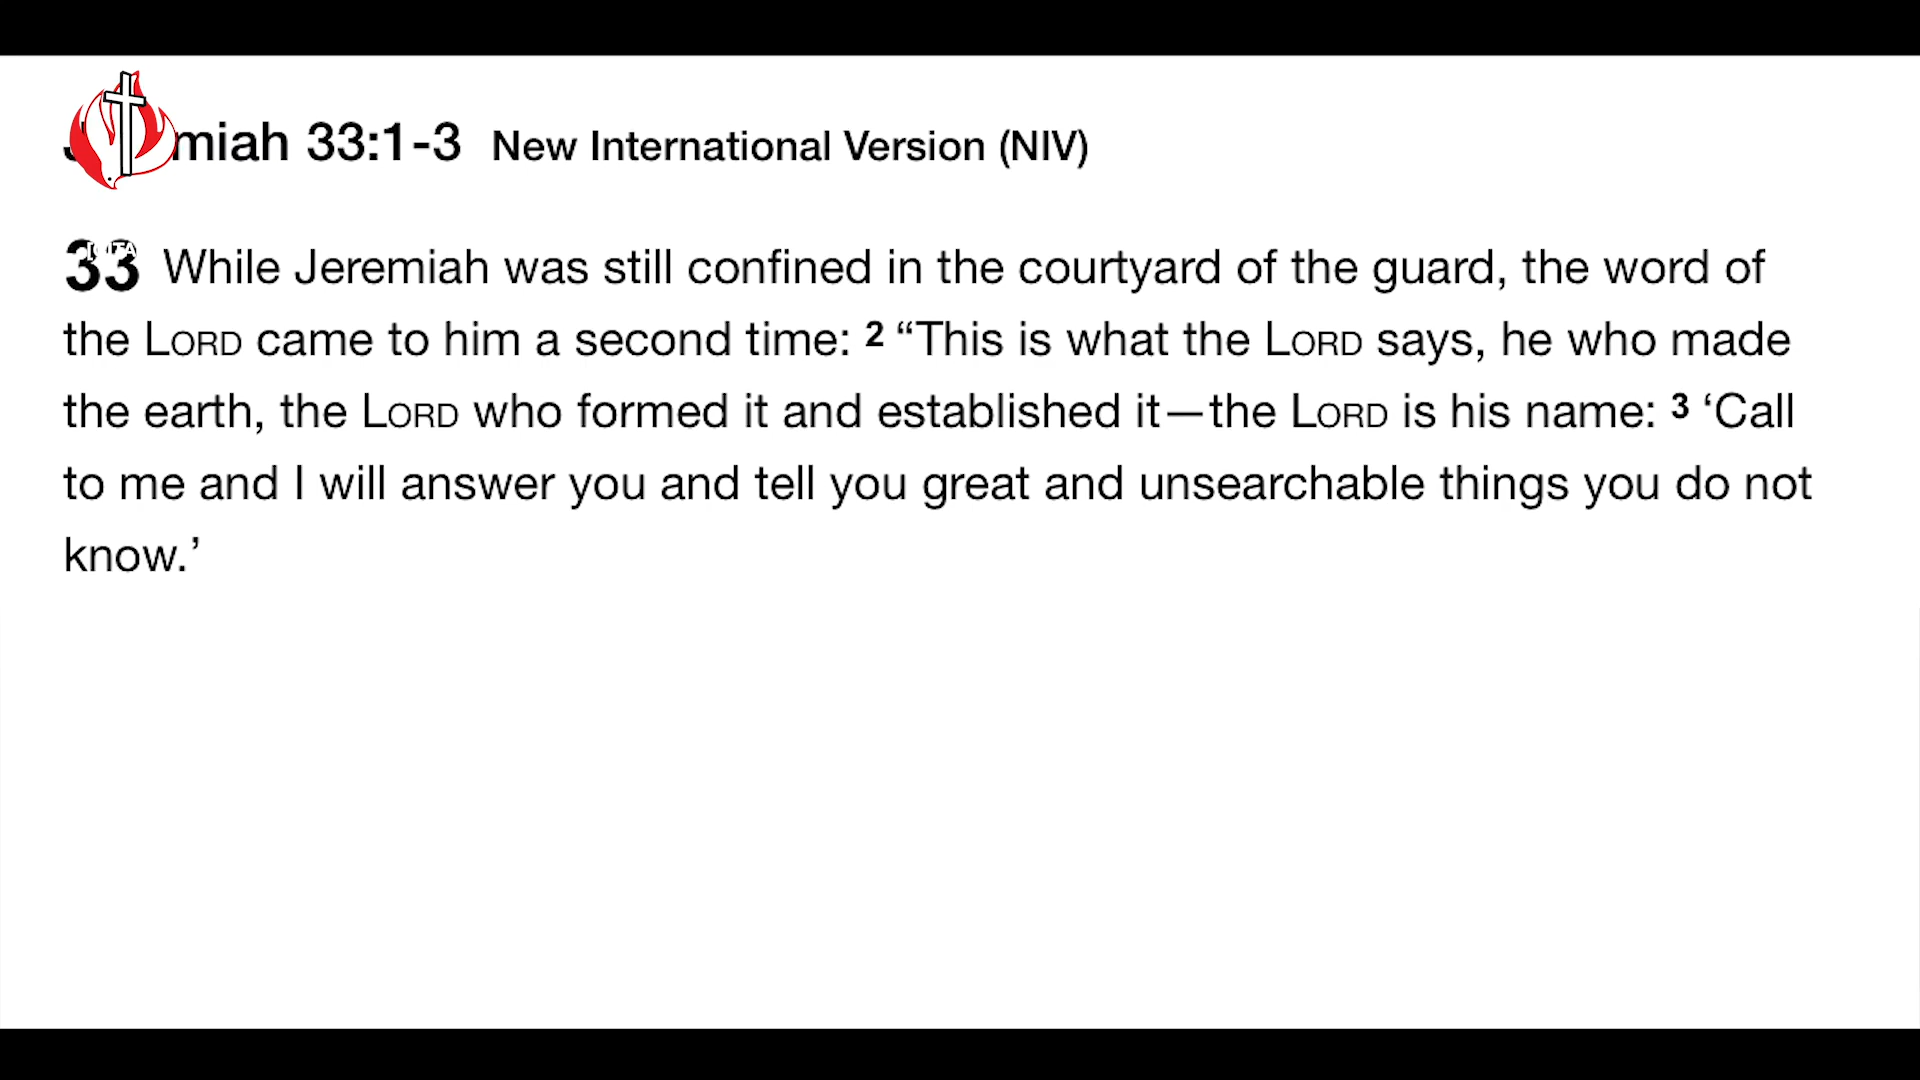 miah 33:1-3 New International Version (NIV)
33 While Jeremiah was still confined in the courtyard of the guard, the word of
the LORD came to him a second time: 2 “This is what the LORD says, he who made
the earth, the LORD who formed it and established it—the LORD is his name: 3 ‘Call
to me and I will answer you and tell you great and unsearchable things you do not
know.’